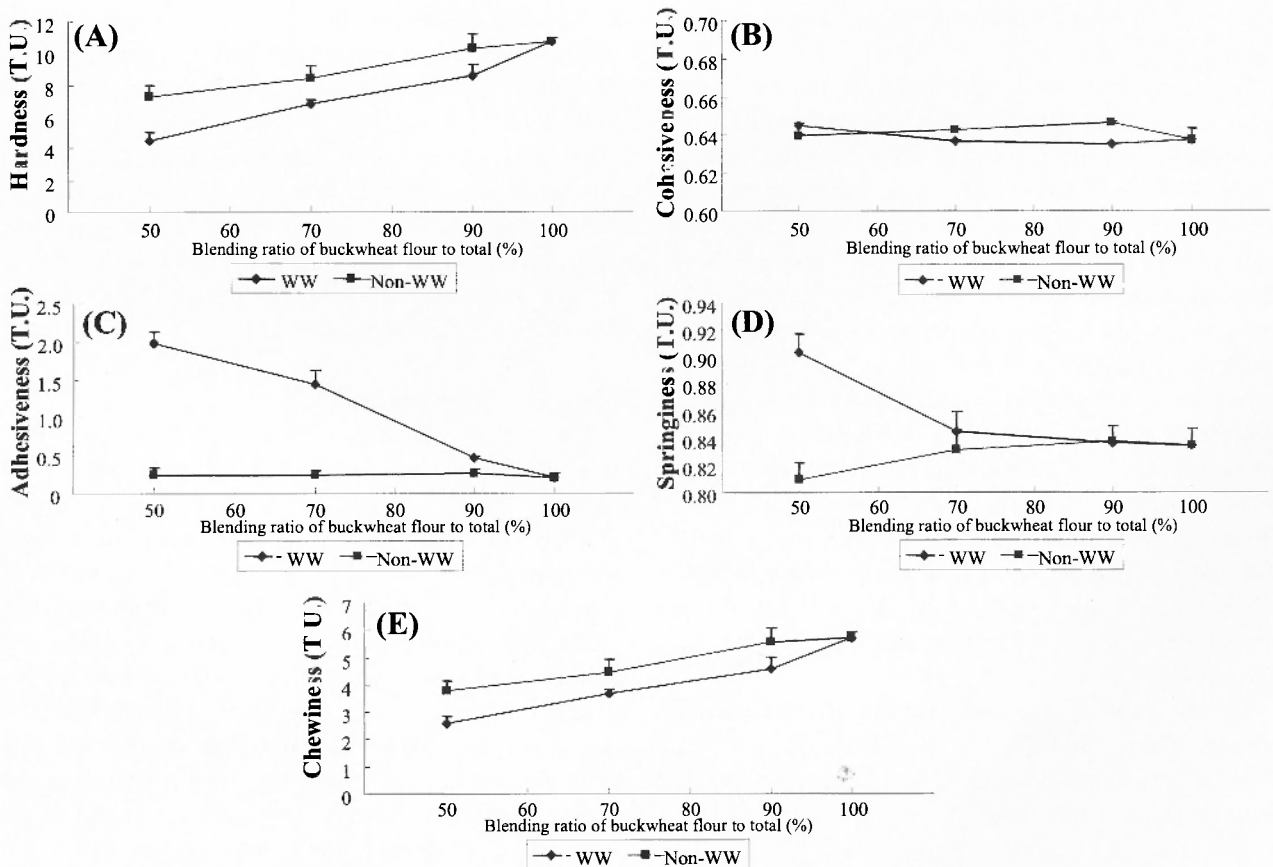 (A)
Hardness (T.U.)
12
10
8
6
4
2
0
50 60 70 80 90 100
Blending ratio of buckwheat flour to total (%)
WW Non-WW
(B)
Cohesiveness (T.U.)
0.70
0.68
0.66
0.64
0.62
0.60
50 60 70 80 90 100
Blending ratio of buckwheat flour to total (%)
WW Non-WW
(C)
Adhesiveness (T.U.)
2.5
2.0
1.5
1.0
0.5
0
50 60 70 80 90 100
Blending ratio of buckwheat flour to total (%)
WW Non-WW
(D)
Springiness (T.U.)
0.94
0.92
0.90
0.88
0.86
0.84
0.82
0.80
50 60 70 80 90 100
Blending ratio of buckwheat flour to total (%)
WW Non-WW
(E)
Chewiness (T U.)
7
6
5
4
3
2
1
0
50 60 70 80 90 100
Blending ratio of buckwheat flour to total (%)
WW Non-WW